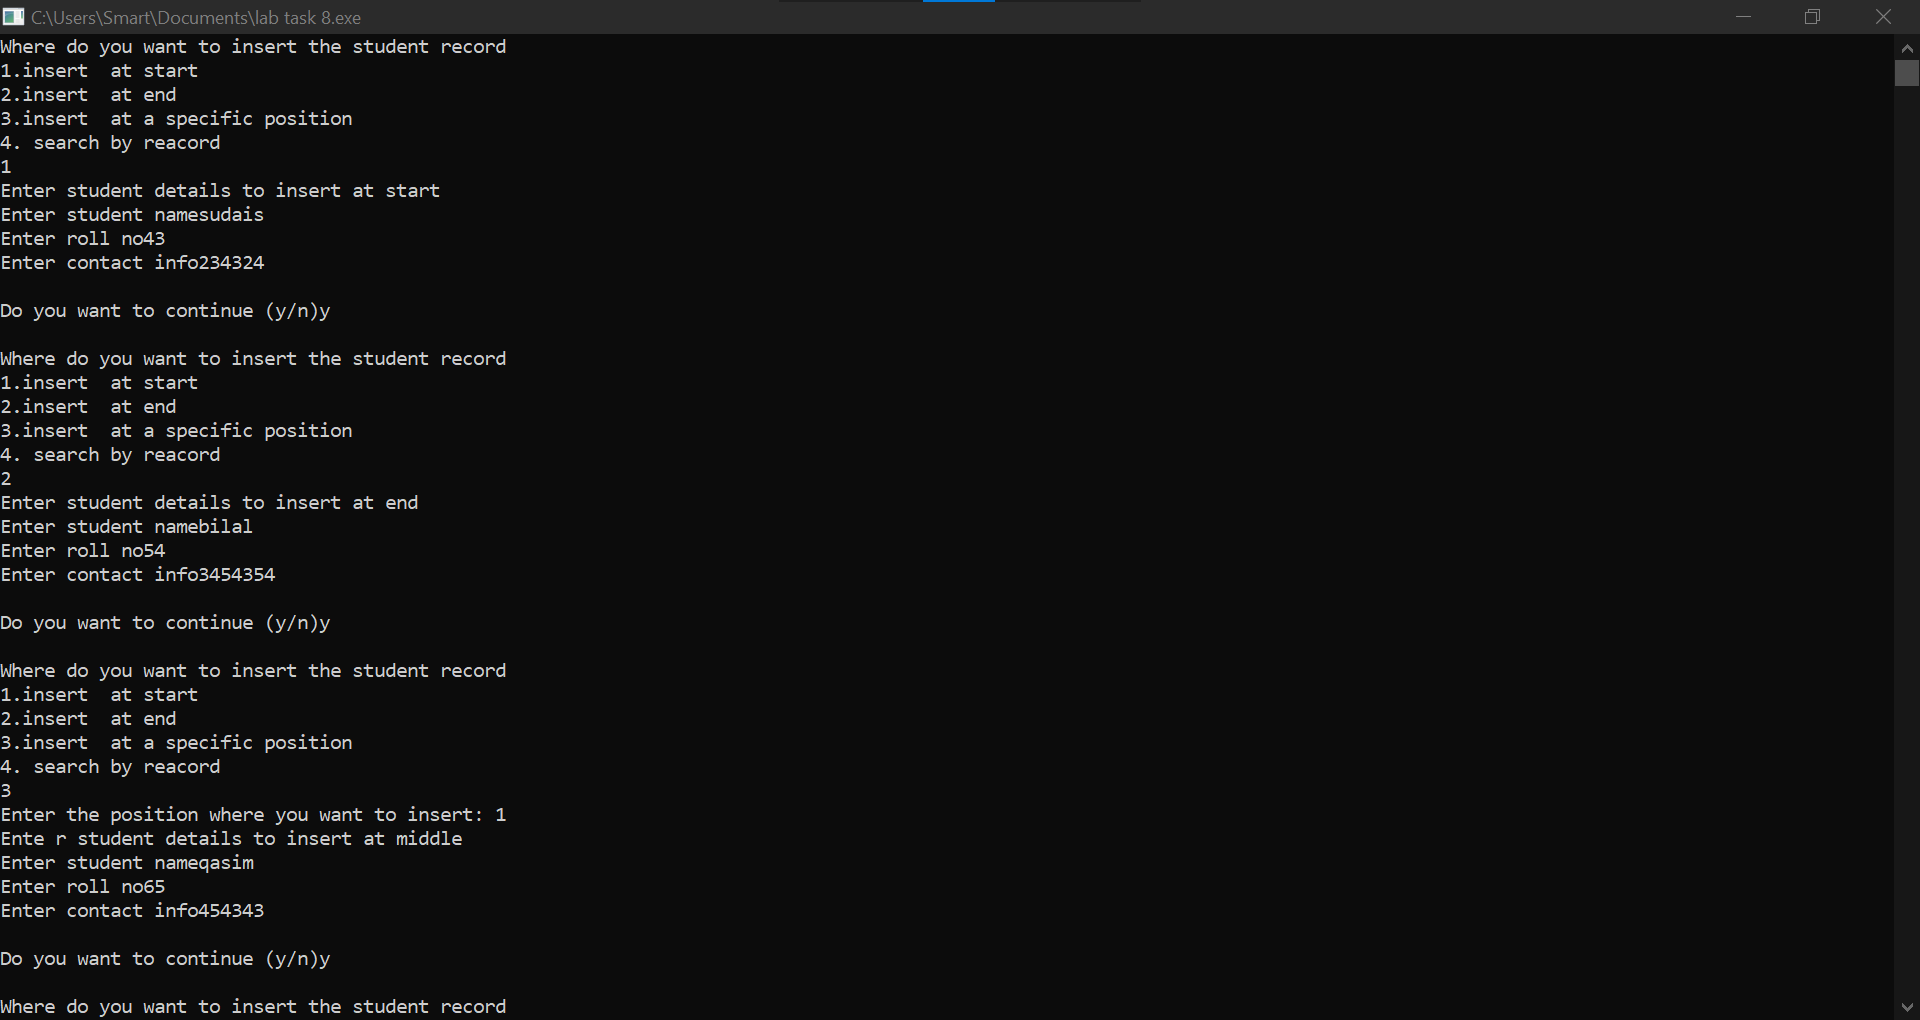 C:\Users\Smart\Documents\lab task 8.exe
Where do you want to insert the student record
1.insert  at start
2.insert  at end
3.insert  at a specific position
4. search by reacord
1
Enter student details to insert at start
Enter student namesudais
Enter roll no43
Enter contact info234324
Do you want to continue (y/n)y
Where do you want to insert the student record
1.insert  at start
2.insert  at end
3.insert  at a specific position
4. search by reacord
2
Enter student details to insert at end
Enter student namebilal
Enter roll no54
Enter contact info3454354
Do you want to continue (y/n)y
Where do you want to insert the student record
1.insert  at start
2.insert  at end
3.insert  at a specific position
4. search by reacord
3
Enter the position where you want to insert: 1
Ente r student details to insert at middle
Enter student nameqasim
Enter roll no65
Enter contact info454343
Do you want to continue (y/n)y
Where do you want to insert the student record